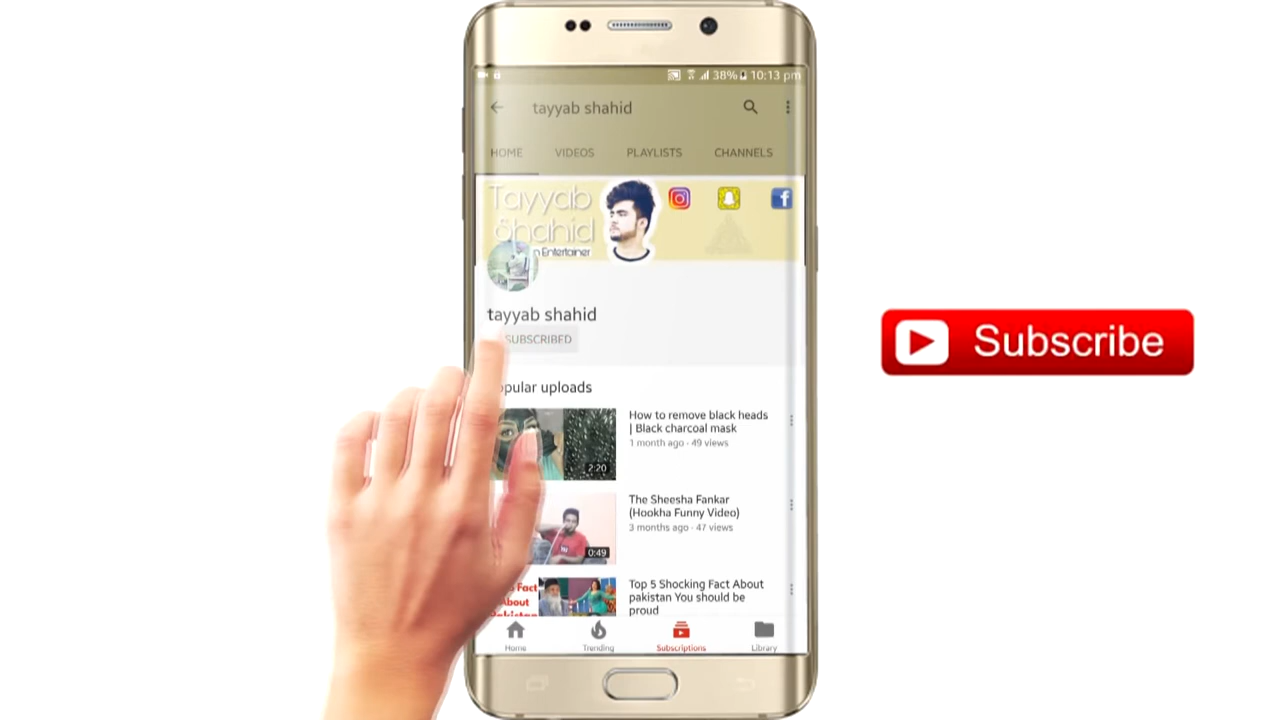 38% 10:13 pm
tayyab shahid
HOME VIDEOS PLAYLISTS CHANNELS
Tayyab
Shahid
n Entertainer
tayyab shahid
SUBSCRIBED
Subscribe
opular uploads
How to remove black heads
| Black charcoal mask
1 month ago · 49 views
2:20
The Sheesha Fankar
(Hookha Funny Video)
3 months ago · 47 views
0:49
Top 5 Shocking Fact About
pakistan You should be
proud
Fact
About
Pakistan
Home Trending Subscriptions Library